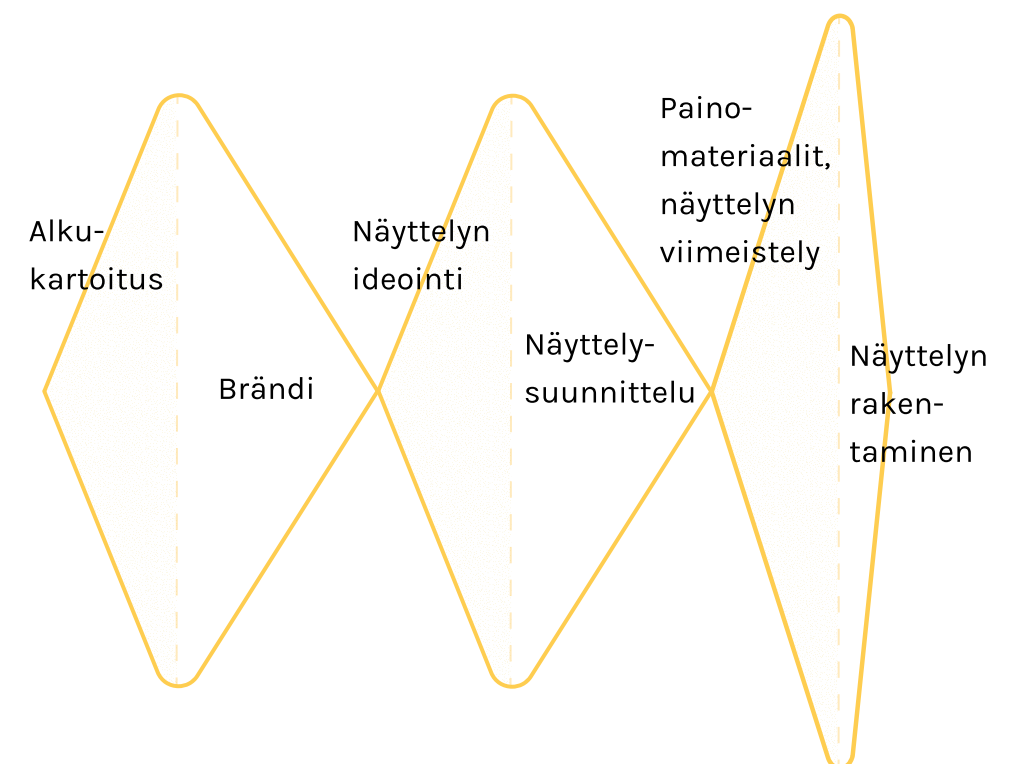 Alku-
kartoitus
Brändi
Näyttelyn
ideointi
Näyttely-
suunnittelu
Paino-
materiaalit,
näyttelyn
viimeistely
Näyttelyn
raken-
taminen